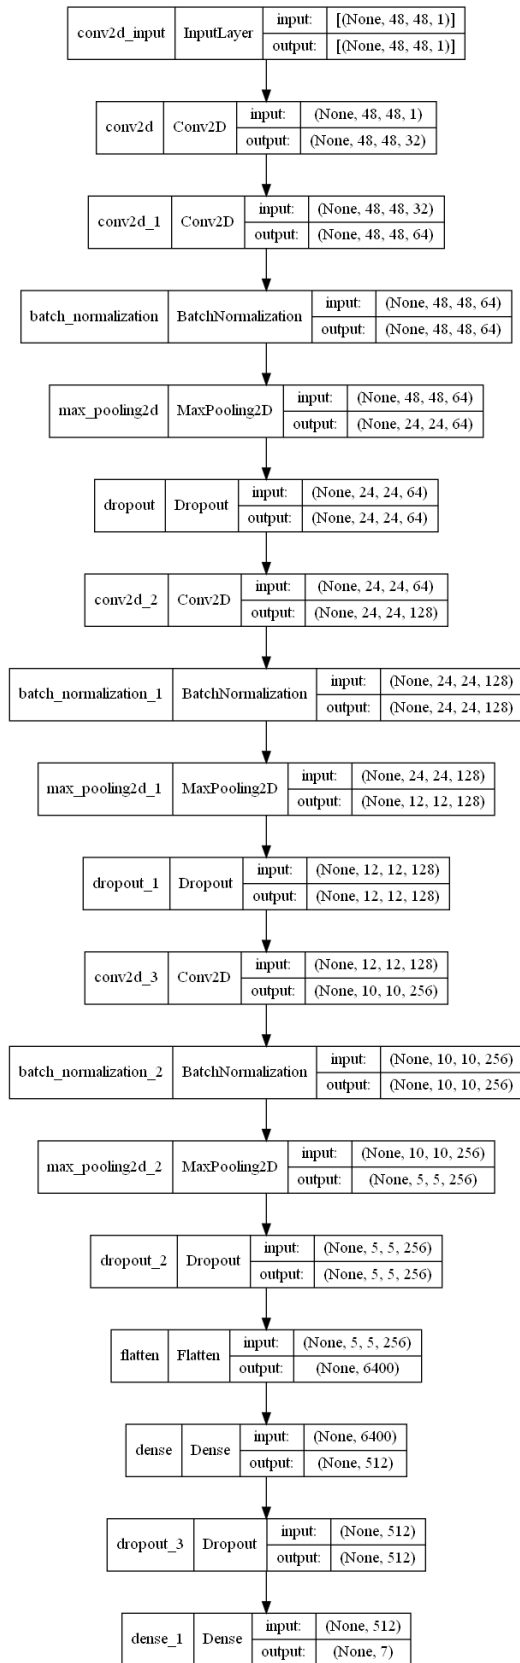 conv2d_input InputLayer input: [(None, 48, 48, 1)]
output: [(None, 48, 48, 1)]
conv2d Conv2D input: (None, 48, 48, 1)
output: (None, 48, 48, 32)
conv2d_1 Conv2D input: (None, 48, 48, 32)
output: (None, 48, 48, 64)
batch_normalization BatchNormalization input: (None, 48, 48, 64)
output: (None, 48, 48, 64)
max_pooling2d MaxPooling2D input: (None, 48, 48, 64)
output: (None, 24, 24, 64)
dropout Dropout input: (None, 24, 24, 64)
output: (None, 24, 24, 64)
conv2d_2 Conv2D input: (None, 24, 24, 64)
output: (None, 24, 24, 128)
batch_normalization_1 BatchNormalization input: (None, 24, 24, 128)
output: (None, 24, 24, 128)
max_pooling2d_1 MaxPooling2D input: (None, 24, 24, 128)
output: (None, 12, 12, 128)
dropout_1 Dropout input: (None, 12, 12, 128)
output: (None, 12, 12, 128)
conv2d_3 Conv2D input: (None, 12, 12, 128)
output: (None, 10, 10, 256)
batch_normalization_2 BatchNormalization input: (None, 10, 10, 256)
output: (None, 10, 10, 256)
max_pooling2d_2 MaxPooling2D input: (None, 10, 10, 256)
output: (None, 5, 5, 256)
dropout_2 Dropout input: (None, 5, 5, 256)
output: (None, 5, 5, 256)
flatten Flatten input: (None, 5, 5, 256)
output: (None, 6400)
dense Dense input: (None, 6400)
output: (None, 512)
dropout_3 Dropout input: (None, 512)
output: (None, 512)
dense_1 Dense input: (None, 512)
output: (None, 7)